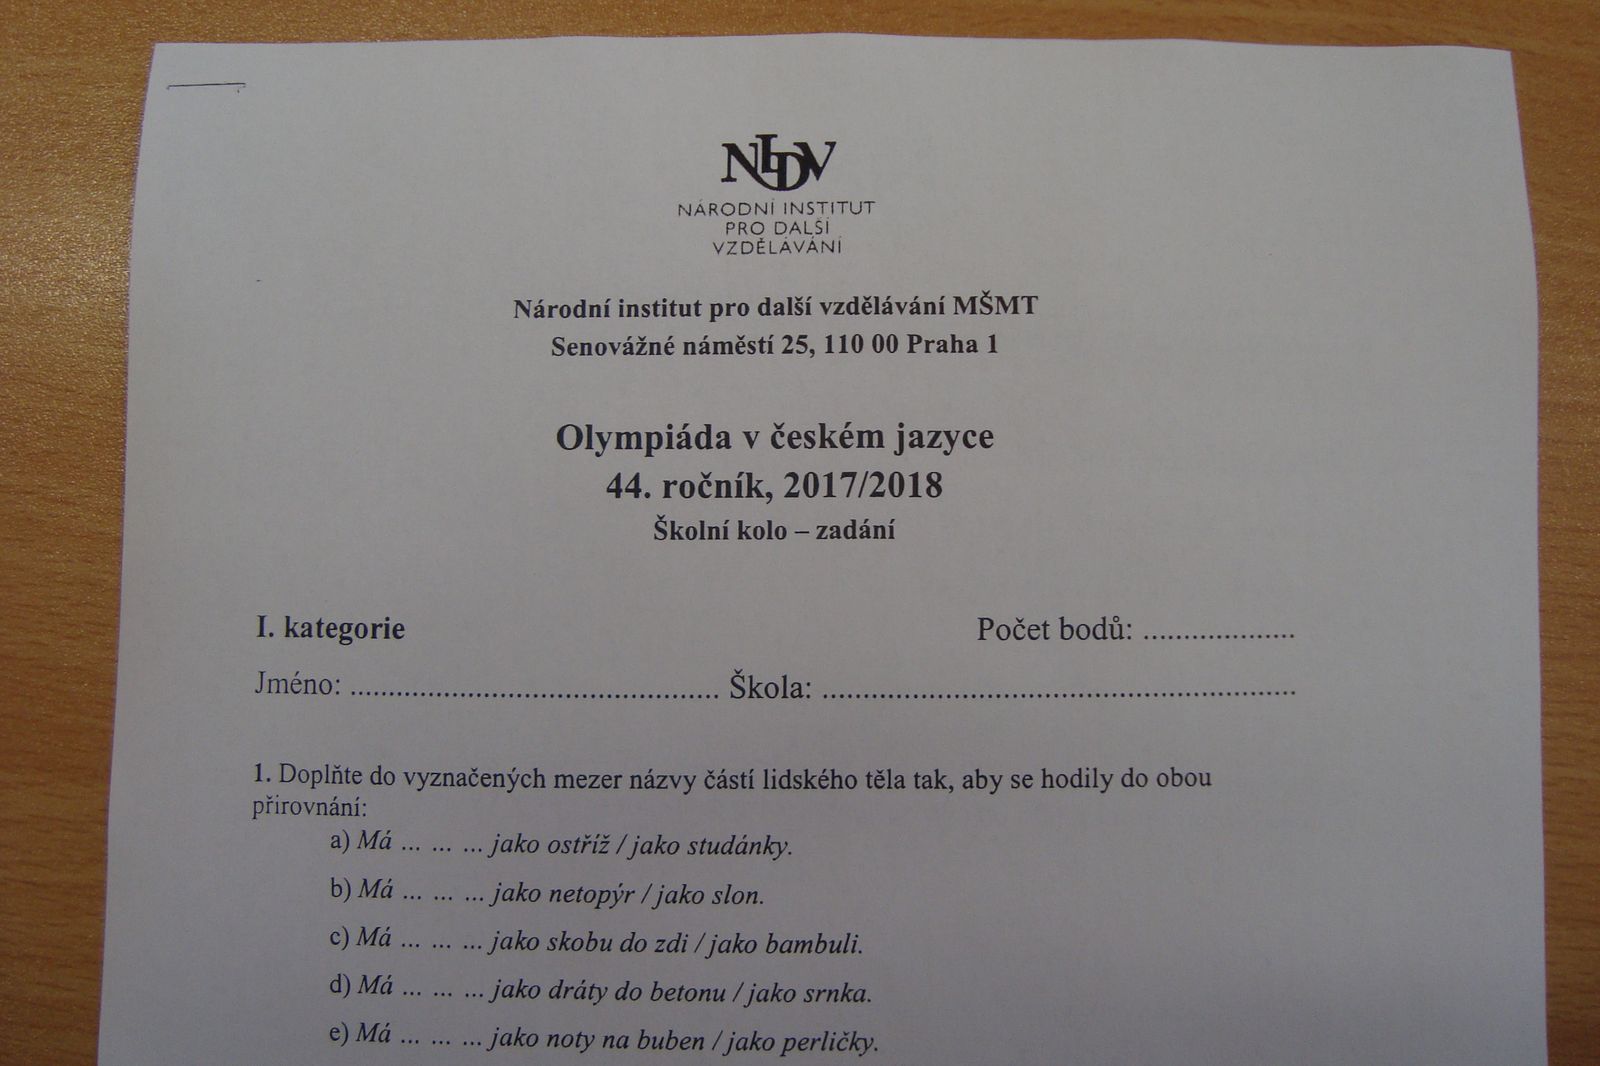 NIDV
NÁRODNÍ INSTITUT
PRO DALŠÍ
VZDĚLÁVÁNÍ
Národní institut pro další vzdělávání MŠMT
Senovážné náměstí 25, 110 00 Praha 1
Olympiáda v českém jazyce
44. ročník, 2017/2018
Školní kolo – zadání
I. kategorie Počet bodů: ...................
Jméno: ............................................... Škola: ............................................................
1. Doplňte do vyznačených mezer názvy částí lidského těla tak, aby se hodily do obou
přirovnání:
a) Má ... ... ... jako ostříž / jako studánky.
b) Má ... ... ... jako netopýr / jako slon.
c) Má ... ... ... jako skobu do zdi / jako bambuli.
d) Má ... ... ... jako dráty do betonu / jako srnka.
e) Má ... ... ... jako noty na buben / jako perličky.